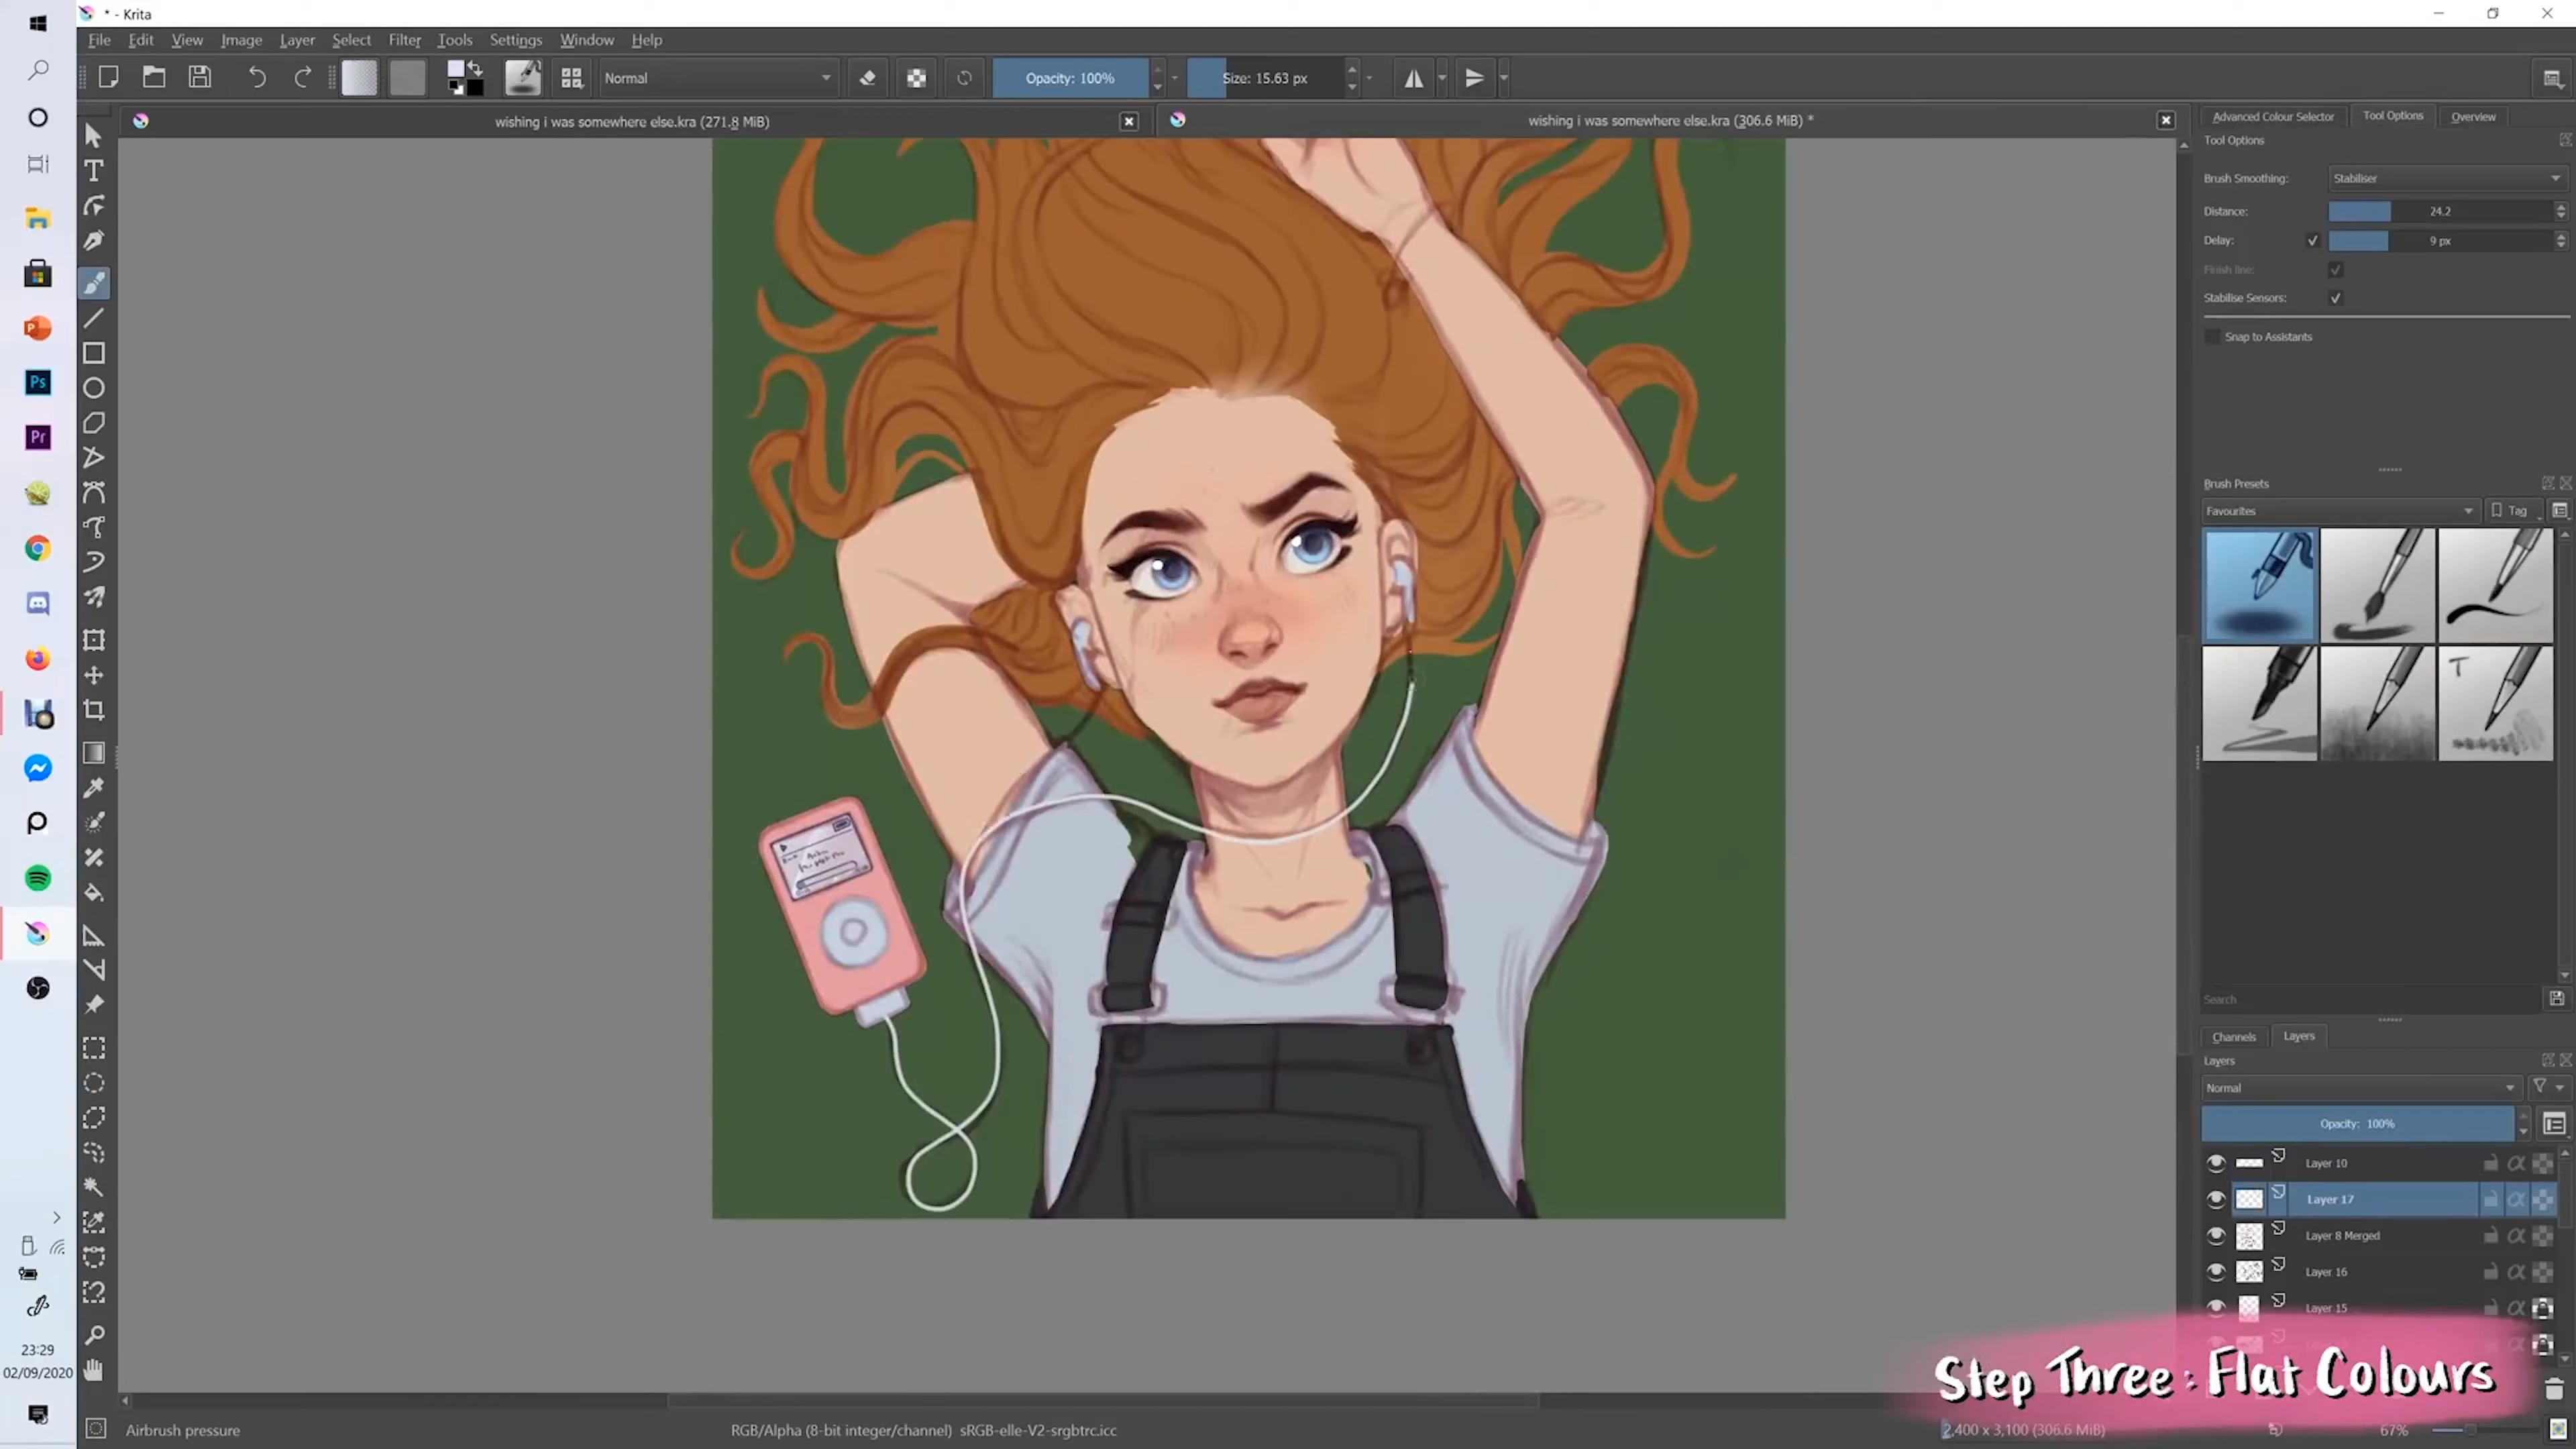 * - Krita
File Edit View Image Layer Select Filter Tools Settings Window Help
Normal
Opacity: 100%
Size: 15.63 px
wishing i was somewhere else.kra (271.8 MiB)
wishing i was somewhere else.kra (306.6 MiB) *
Advanced Colour Selector
Tool Options
Overview
Tool Options
Brush Smoothing: Stabiliser
Distance: 24.2
Delay: 9 px
Finish line:
Stabilise Sensors:
Snap to Assistants
Brush Presets
Favourites
Tag
T
Search
Channels
Layers
Layers
Normal
Opacity: 100%
Layer 10
Layer 17
Layer 8 Merged
Layer 16
Layer 15
Step Three: Flat Colours
P
Ps
Pr
23:29
02/09/2020
Airbrush pressure
RGB/Alpha (8-bit integer/channel) sRGB-elle-V2-srgbtrc.icc
2,400 x 3,100 (306.6 MiB)
67%